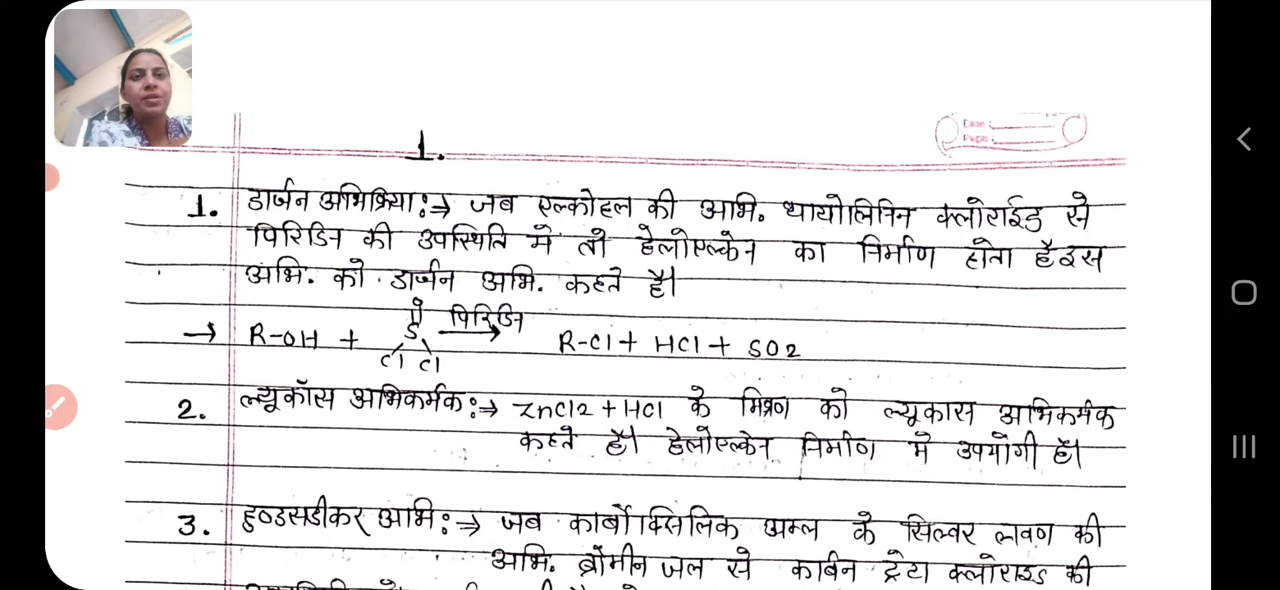 1.
1. डार्जन अभिक्रिया:→ जब एल्कोहल की अभि. थायोनिल क्लोराईड से
पिरिडिन की उपस्थिति मे तो हेलोएल्केन का निर्माण होता है इस
अभि. को डार्जन अभि. कहते है।
O
→ R-OH + S पिरिडिन → R-Cl + HCl + SO2
Cl Cl
2. ल्यूकॉस अभिकर्मक:→ ZnCl2 + HCl के मिश्रण को ल्यूकास अभिकर्मक
कहते हैं। हेलोएल्केन निर्माण मे उपयोगी हैं।
3. हुण्डसडीकर अभि:→ जब कार्बोक्सिलिक अम्ल के सिल्वर लवण की
अभि. ब्रोमीन जल से कार्बन ट्रेटा क्लोराइड की